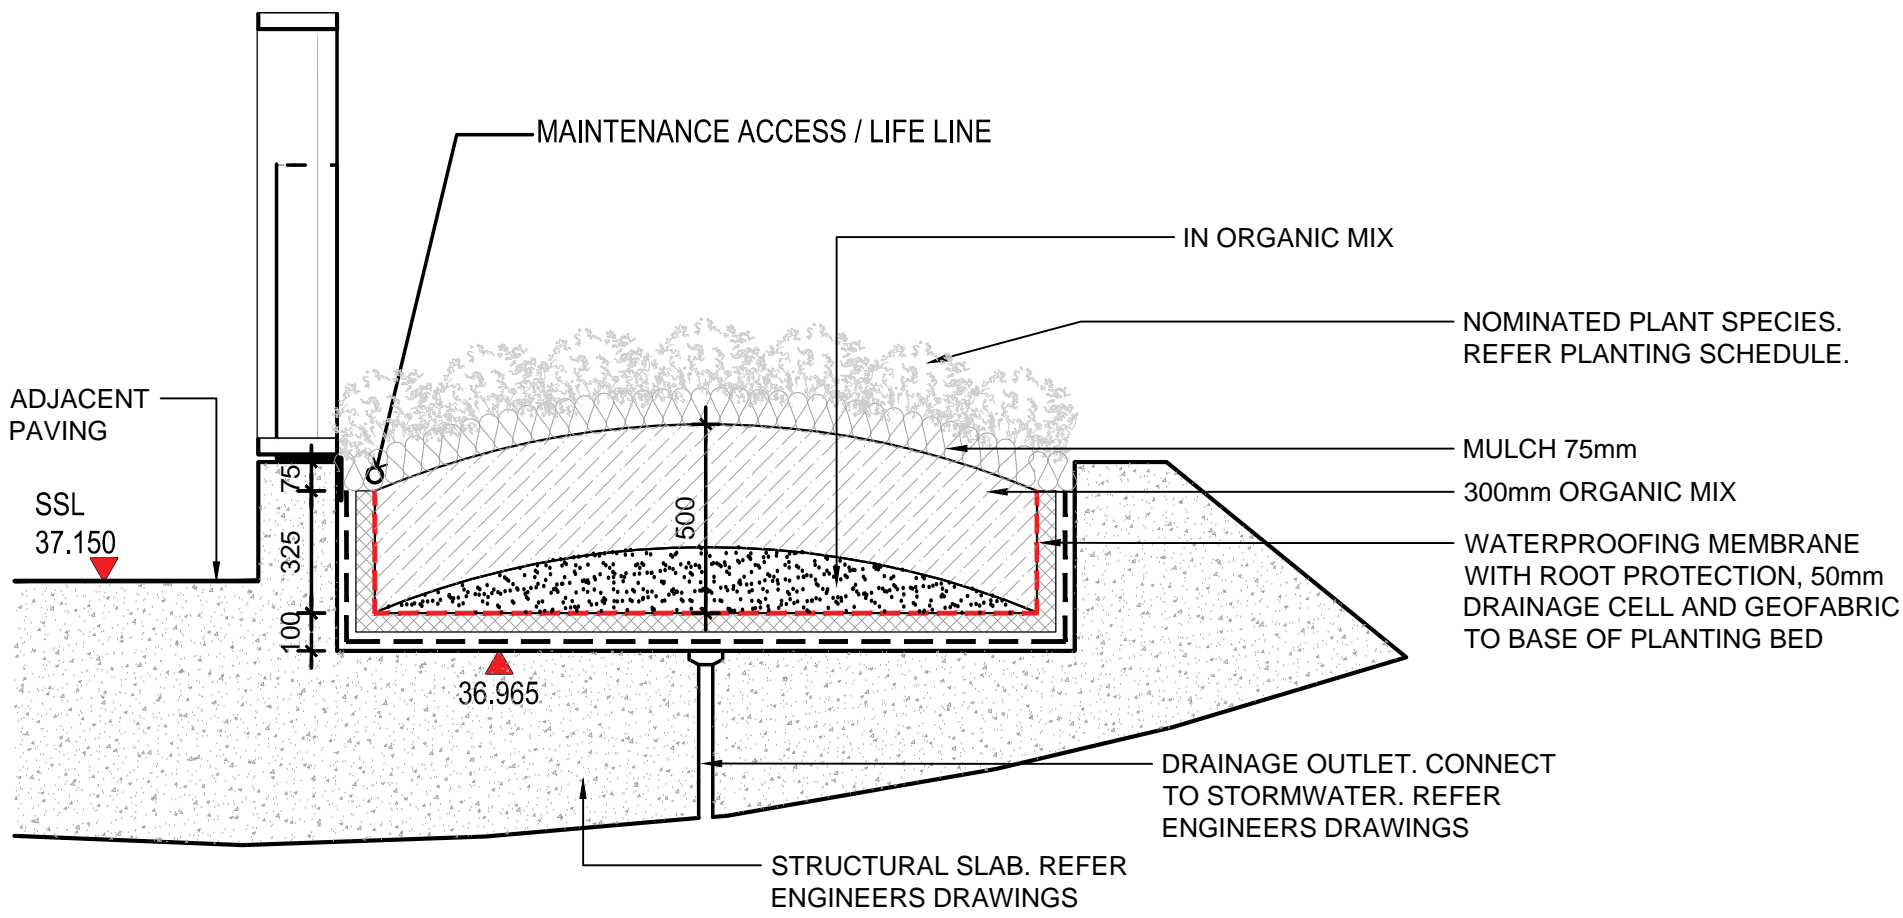 MAINTENANCE ACCESS / LIFE LINE
IN ORGANIC MIX
NOMINATED PLANT SPECIES.
REFER PLANTING SCHEDULE.
ADJACENT
PAVING
MULCH 75mm
75
300mm ORGANIC MIX
SSL
37.150
325
500
WATERPROOFING MEMBRANE
WITH ROOT PROTECTION, 50mm
DRAINAGE CELL AND GEOFABRIC
TO BASE OF PLANTING BED
100
36.965
DRAINAGE OUTLET. CONNECT
TO STORMWATER. REFER
ENGINEERS DRAWINGS
STRUCTURAL SLAB. REFER
ENGINEERS DRAWINGS